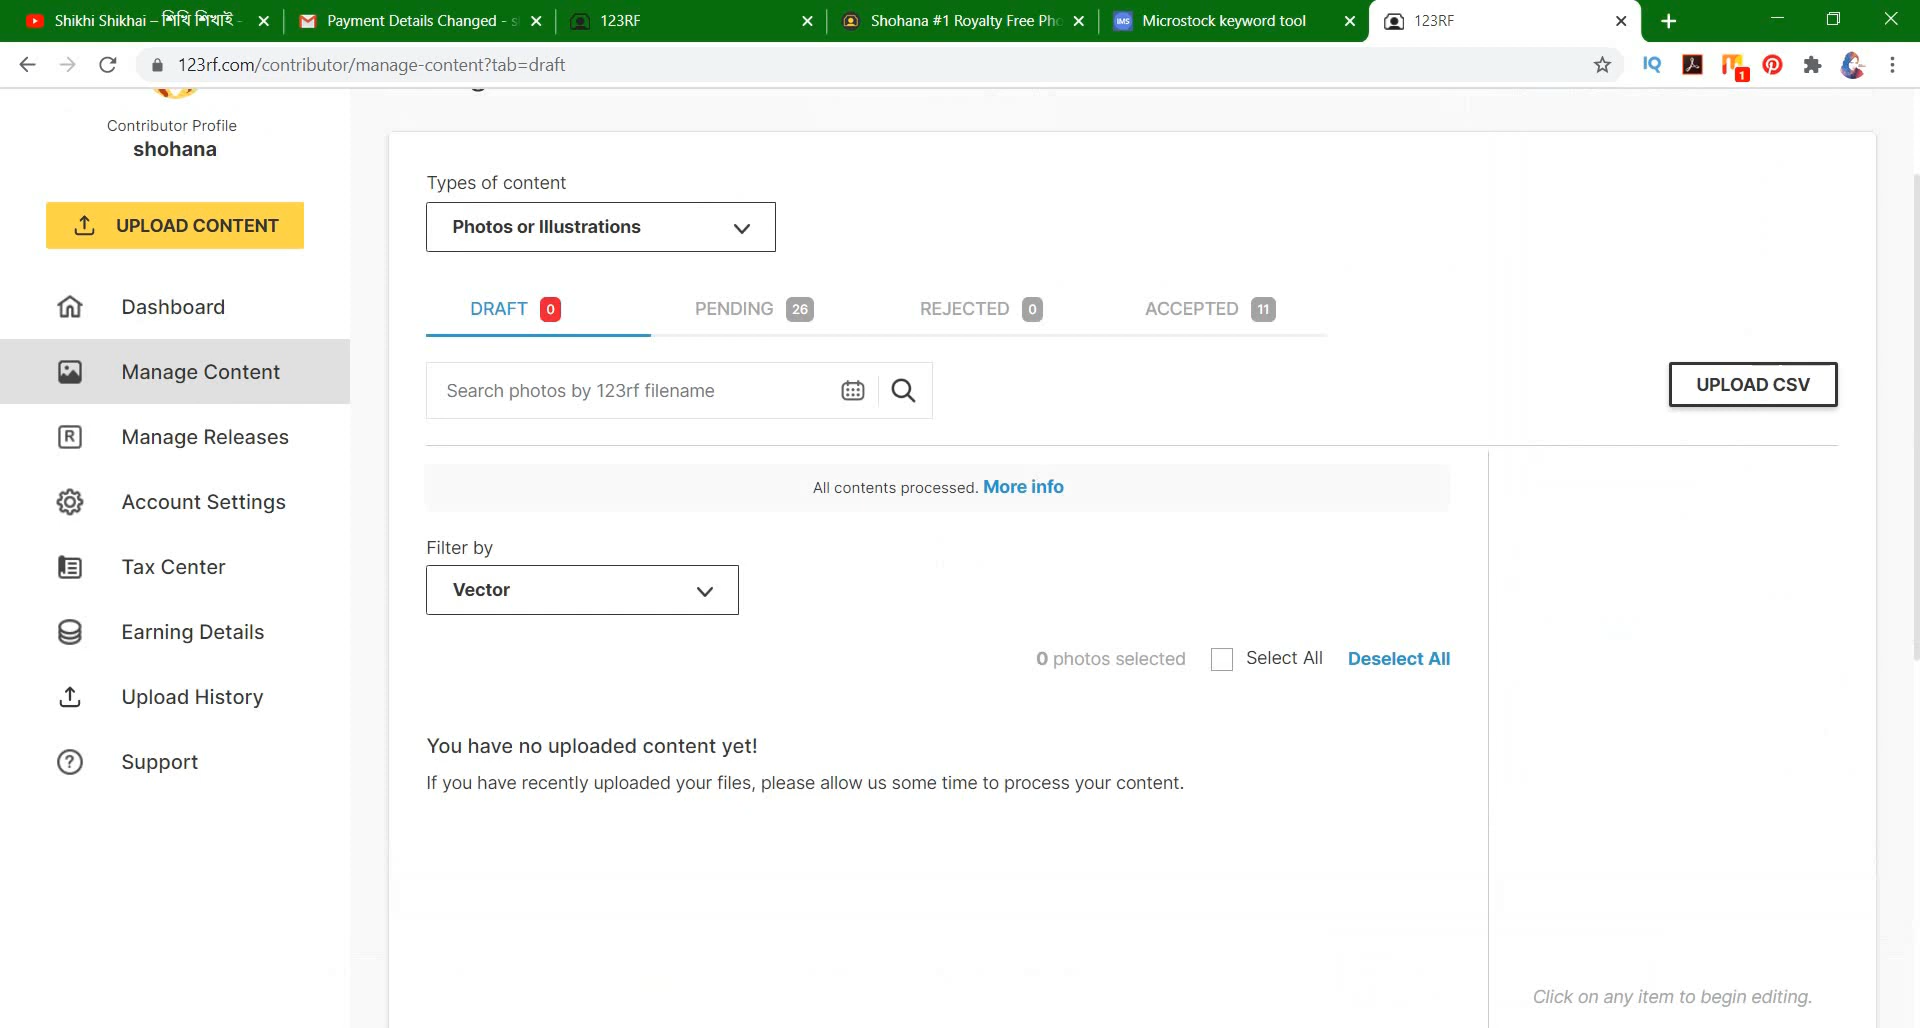 Shikhi Shikhai – শিখি শিখাই -
Payment Details Changed - s
123RF
Shohana #1 Royalty Free Pho
IMS
Microstock keyword tool
123RF
123rf.com/contributor/manage-content?tab=draft
IQ
1
Contributor Profile
shohana
UPLOAD CONTENT
Dashboard
Manage Content
R Manage Releases
Account Settings
Tax Center
Earning Details
Upload History
? Support
Types of content
Photos or Illustrations
DRAFT 0
PENDING 26
REJECTED 0
ACCEPTED 11
Search photos by 123rf filename
UPLOAD CSV
All contents processed. More info
Filter by
Vector
0 photos selected
Select All
Deselect All
You have no uploaded content yet!
If you have recently uploaded your files, please allow us some time to process your content.
Click on any item to begin editing.